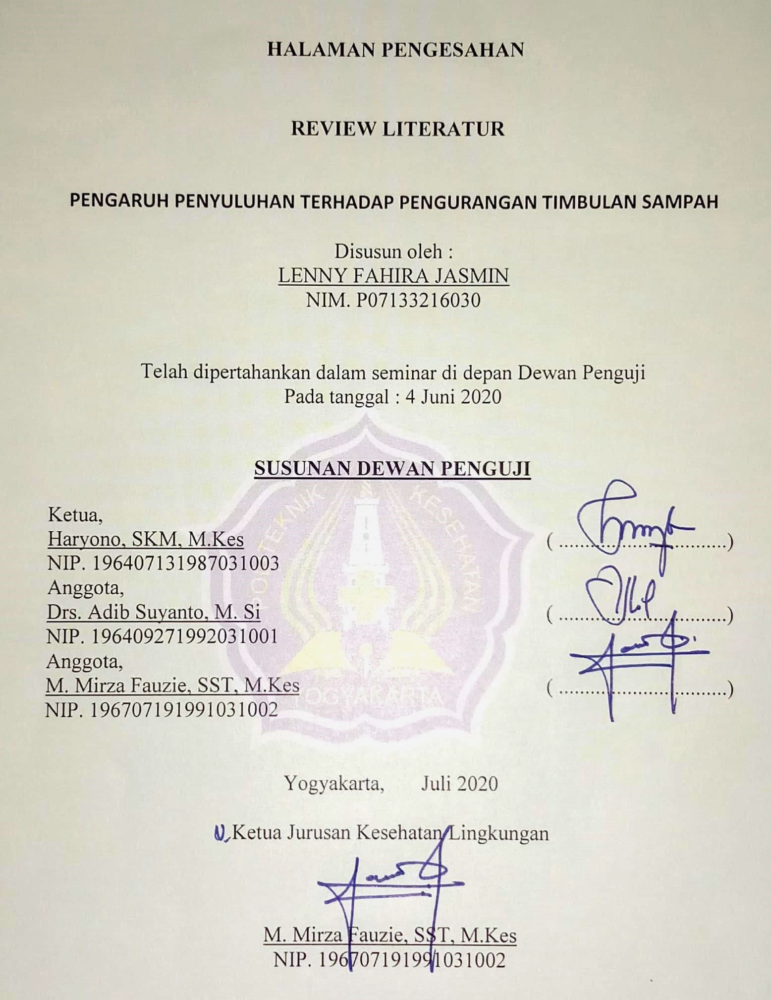 HALAMAN PENGESAHAN
REVIEW LITERATUR
PENGARUH PENYULUHAN TERHADAP PENGURANGAN TIMBULAN SAMPAH
Disusun oleh :
LENNY FAHIRA JASMIN
NIM. P07133216030
Telah dipertahankan dalam seminar di depan Dewan Penguji
Pada tanggal : 4 Juni 2020
SUSUNAN DEWAN PENGUJI
POLITEKNIK KESEHATAN
YOGYAKARTA
Ketua,
Haryono, SKM, M.Kes (................................)
NIP. 196407131987031003
Anggota,
Drs. Adib Suyanto, M. Si (................................)
NIP. 196409271992031001
Anggota,
M. Mirza Fauzie, SST, M.Kes (................................)
NIP. 196707191991031002
Yogyakarta, Juli 2020
Ketua Jurusan Kesehatan Lingkungan
M. Mirza Fauzie, SST, M.Kes
NIP. 196707191991031002